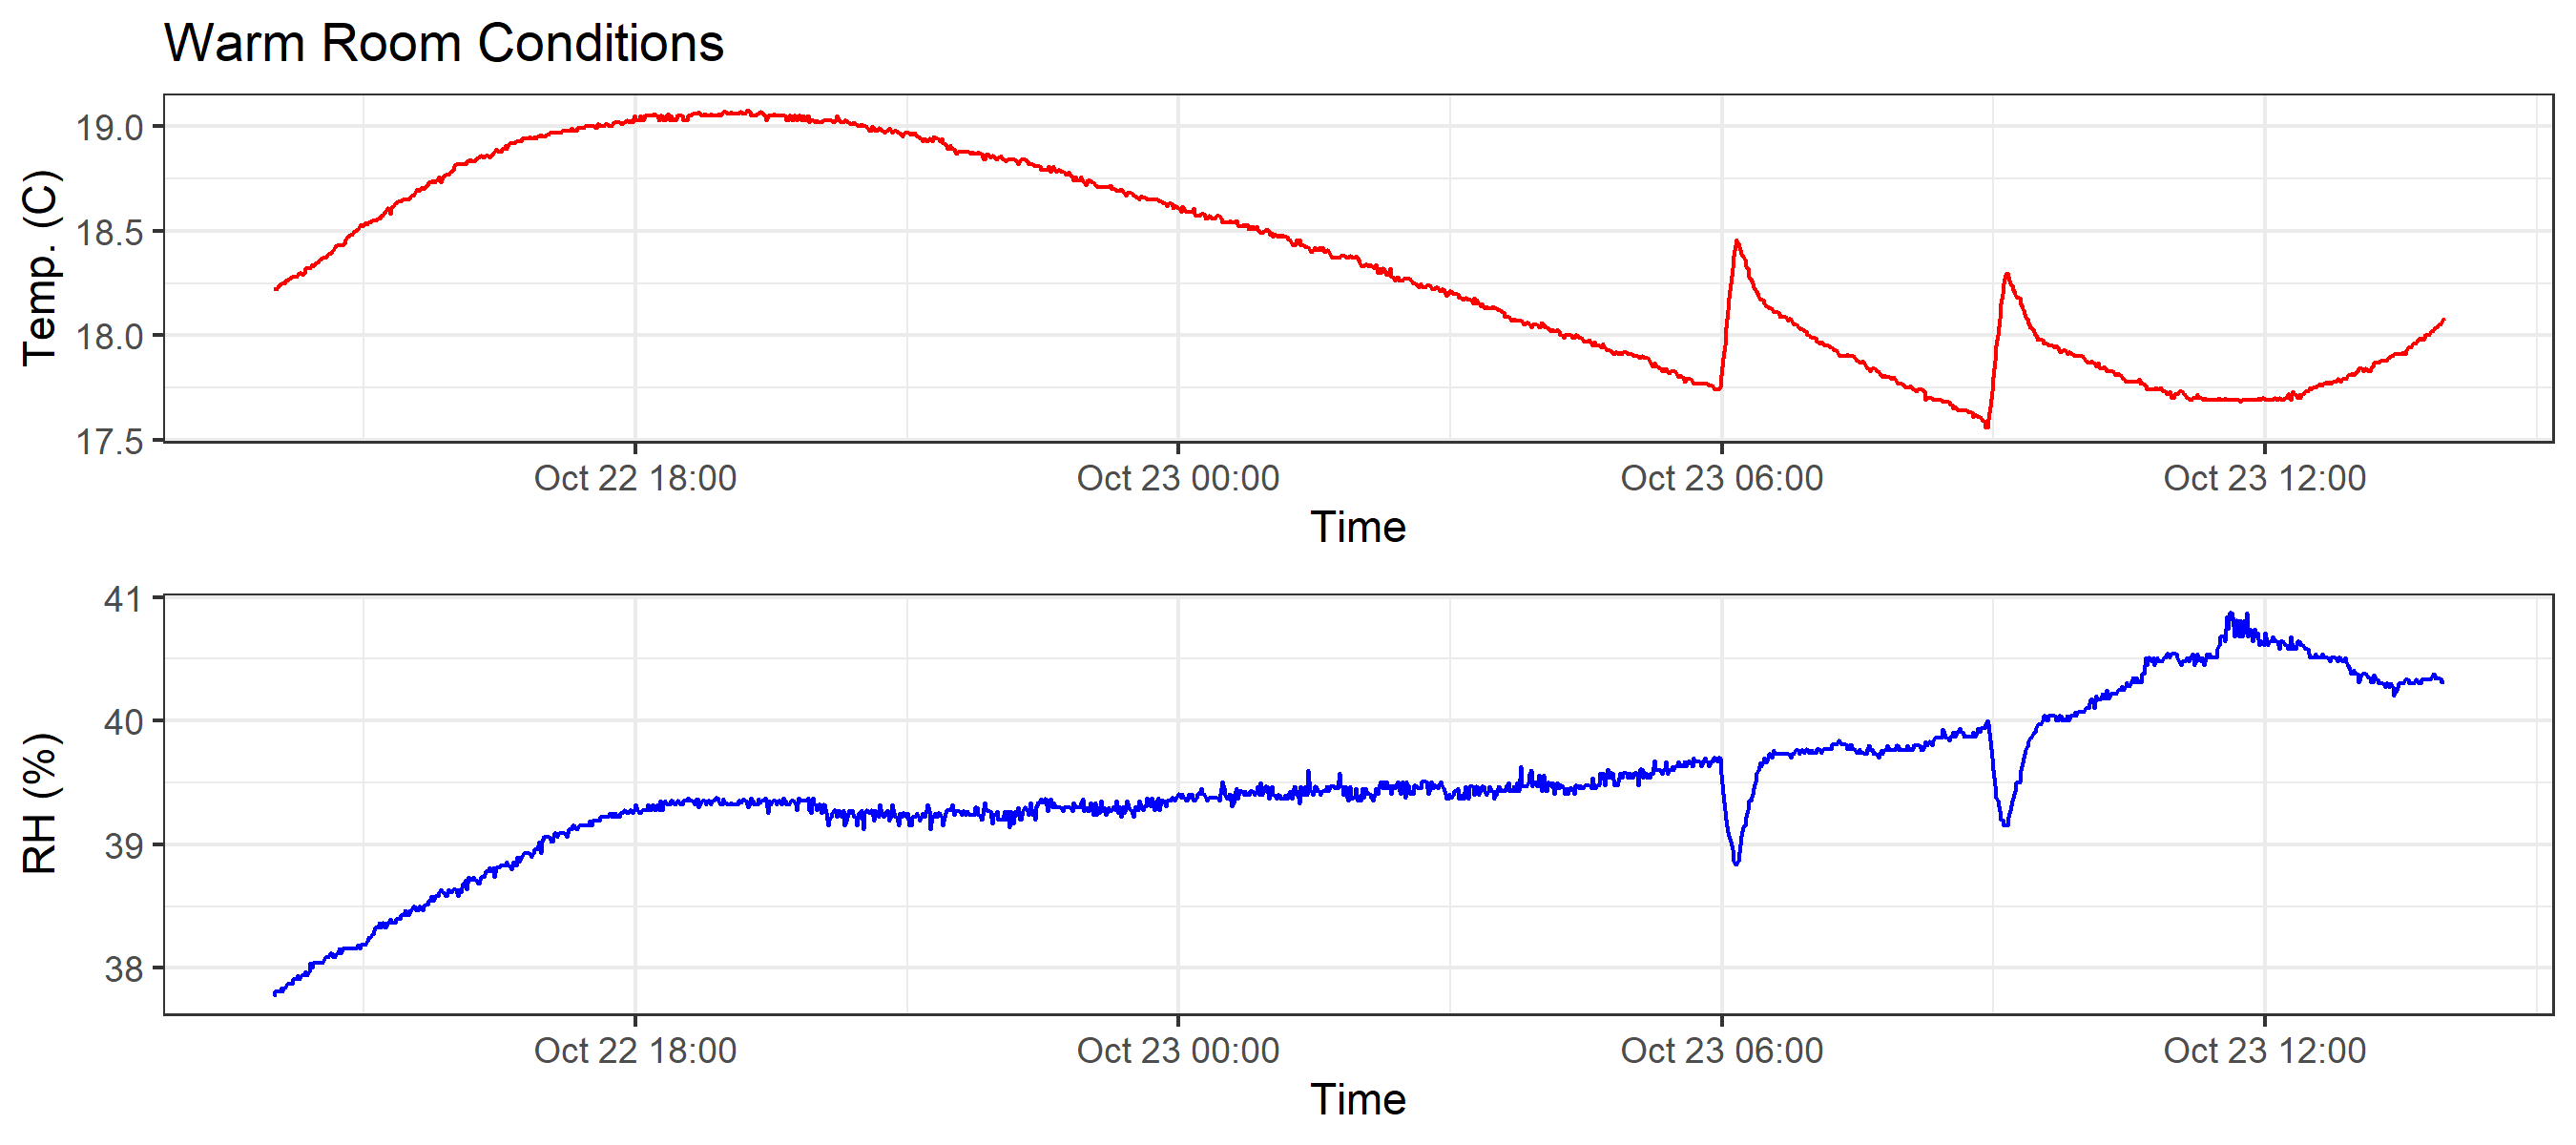 Warm Room Conditions
Temp. (C)
19.0
18.5
18.0
17.5
Oct 22 18:00 Oct 23 00:00 Oct 23 06:00 Oct 23 12:00
Time
RH (%)
41
40
39
38
Oct 22 18:00 Oct 23 00:00 Oct 23 06:00 Oct 23 12:00
Time